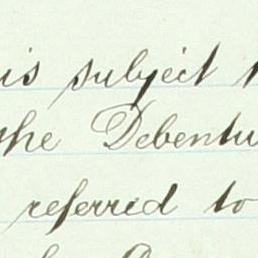 is subject
the Debentu
referred to